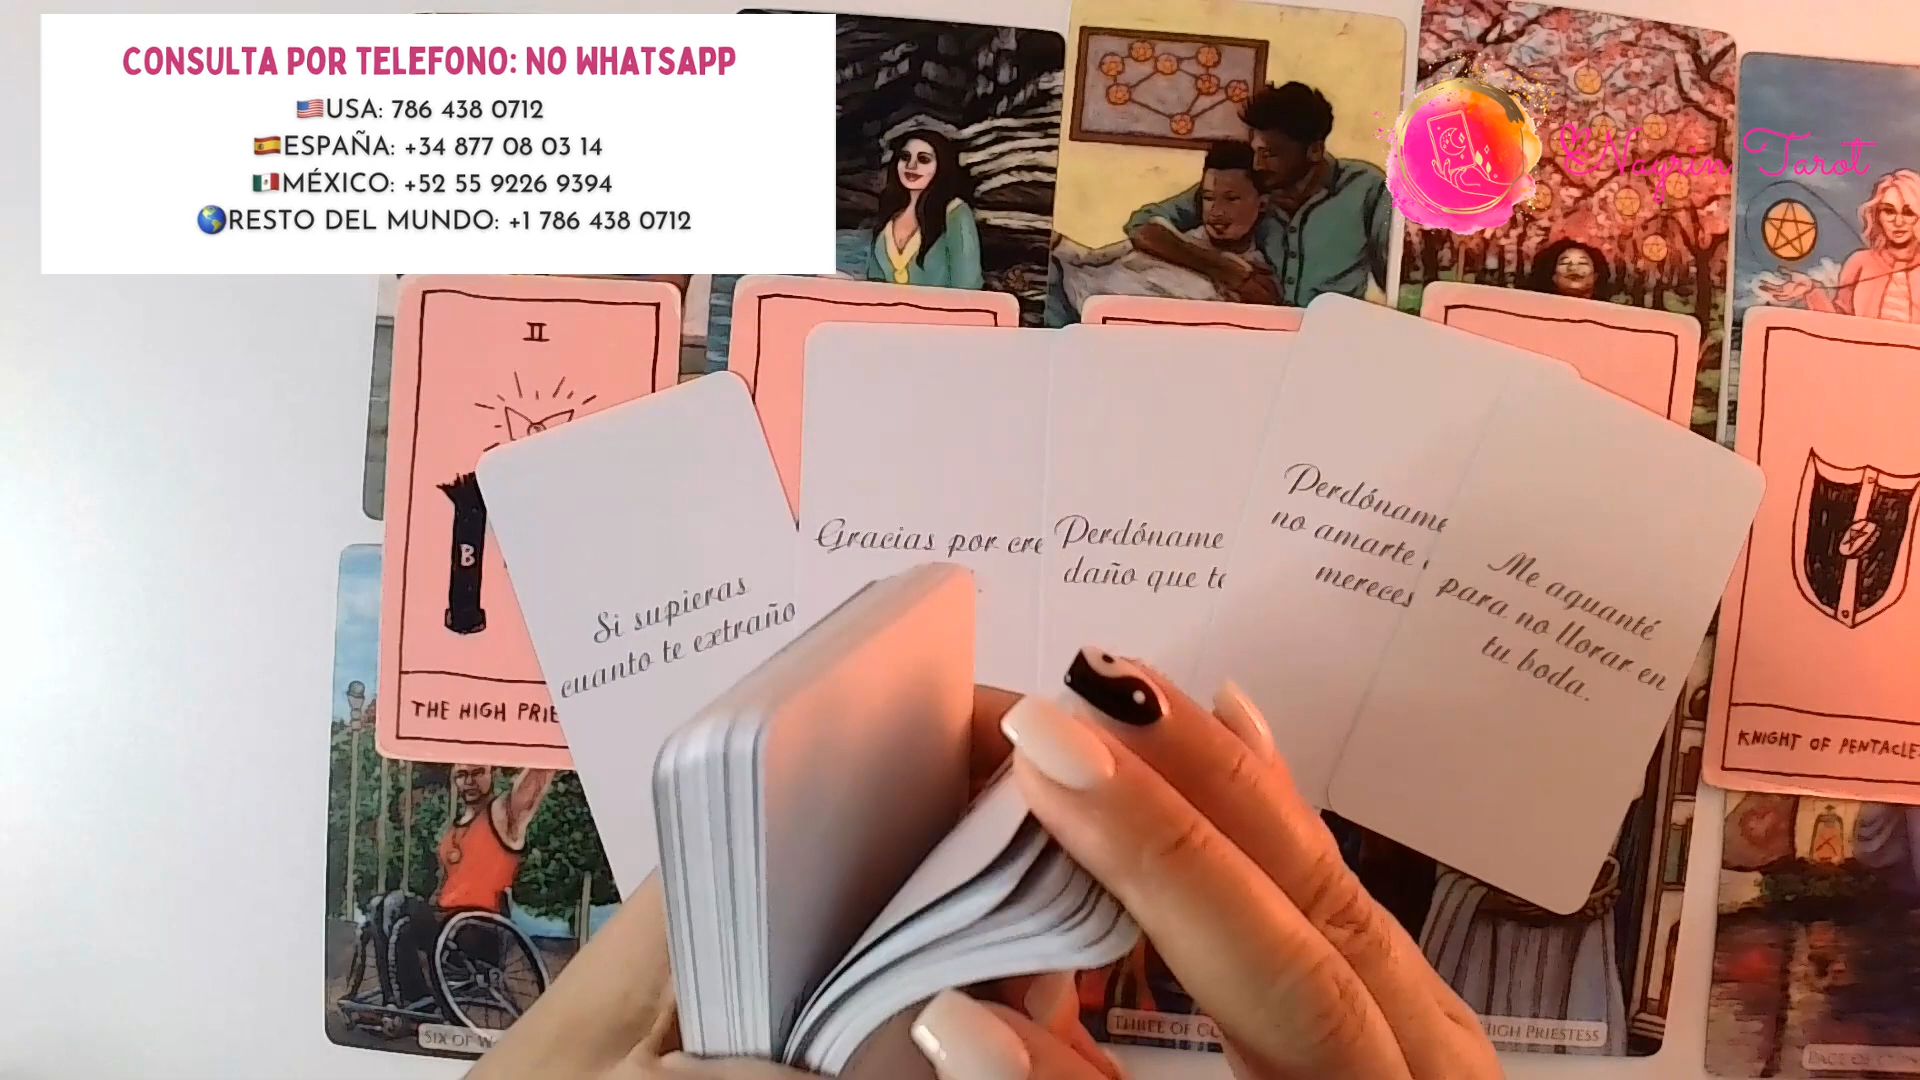 CONSULTA POR TELEFONO: NO WHATSAPP
USA: 786 438 0712
ESPAÑA: +34 877 08 03 14
MÉXICO: +52 55 9226 9394
RESTO DEL MUNDO: +1 786 438 0712
Nayrin Tarot
II
B
THE HIGH PRIE
Si supieras
cuanto te extraño
Gracias por cre
Perdóname
daño que te
Perdóname
no amarte
mereces
Me aguanté
para no llorar en
tu boda.
KNIGHT OF PENTACLE
SIX OF W
THREE OF CU
HIGH PRIESTESS